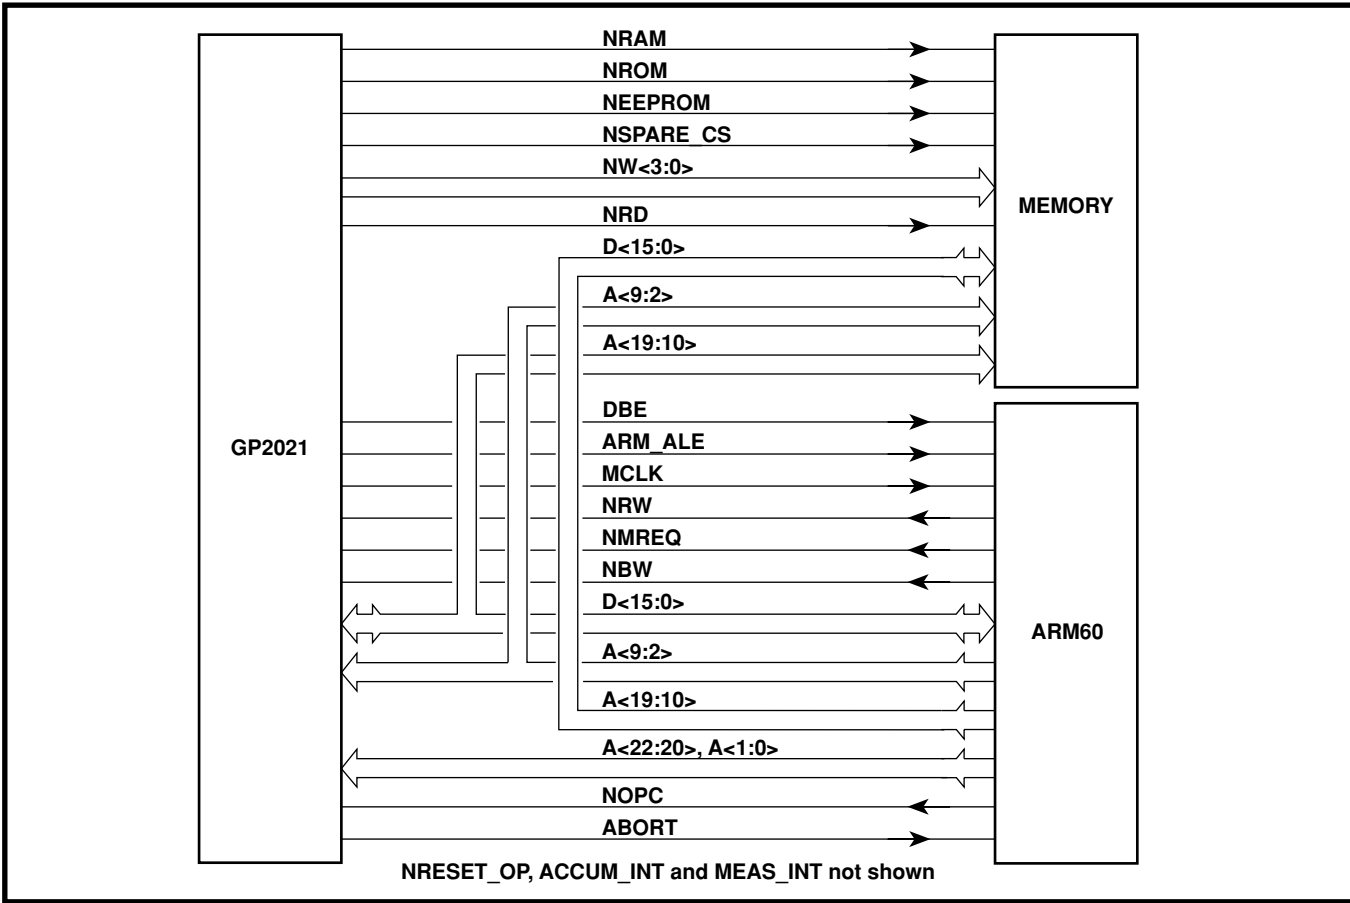 NRAM
NROM
NEEPROM
NSPARE_CS
NW<3:0>
NRD
D<15:0>
A<9:2>
A<19:10>
MEMORY
GP2021
DBE
ARM_ALE
MCLK
NRW
NMREQ
NBW
D<15:0>
A<9:2>
A<19:10>
A<22:20>, A<1:0>
NOPC
ABORT
ARM60
NRESET_OP, ACCUM_INT and MEAS_INT not shown